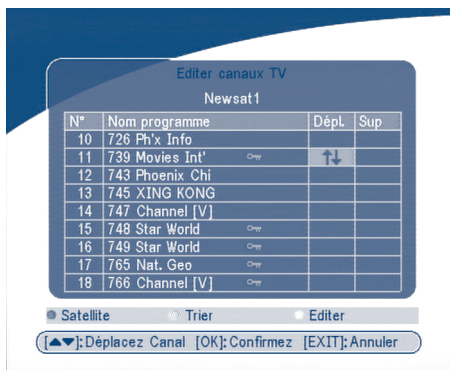 Editer canaux TV
Newsat1
N° Nom programme Dépl. Sup
10 726 Ph'x Info
11 739 Movies Int'
12 743 Phoenix Chi
13 745 XING KONG
14 747 Channel [V]
15 748 Star World
16 749 Star World
17 765 Nat. Geo
18 766 Channel [V]
Satellite Trier Editer
[▲▼]: Déplacez Canal [OK]: Confirmez [EXIT]: Annuler